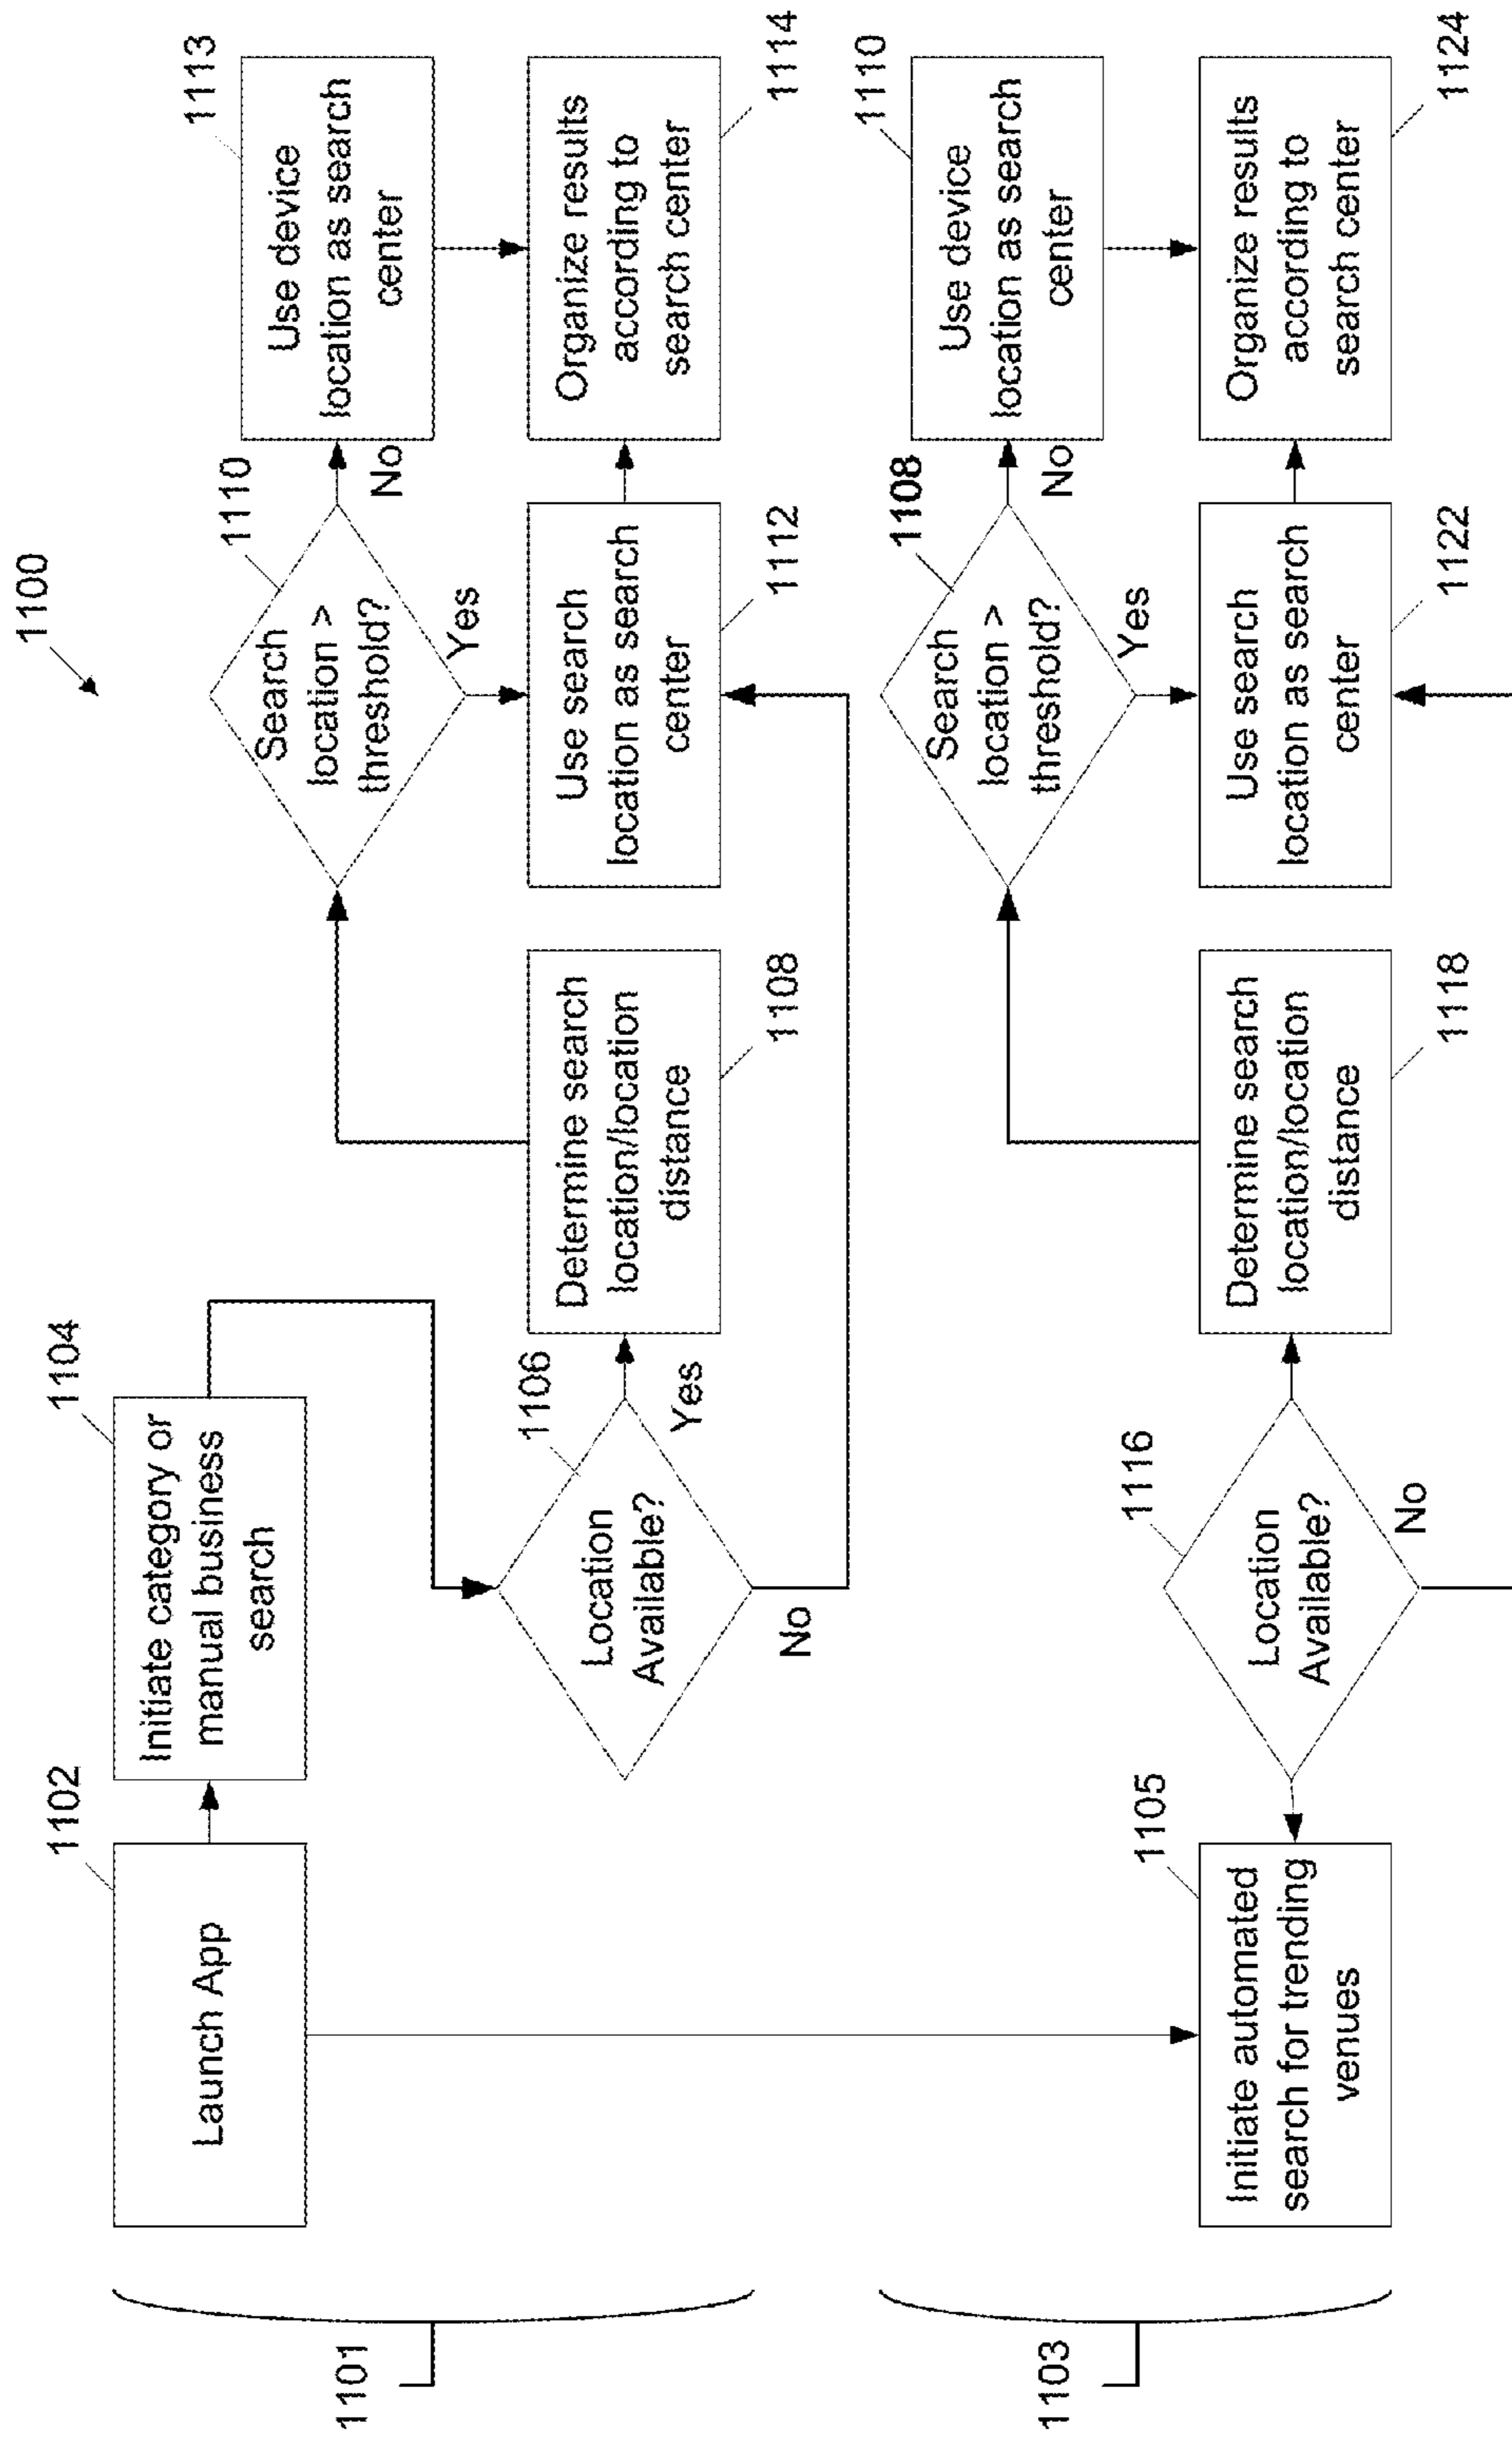 1100
1102
Launch App
1104
Initiate category or
manual business
search
1106
Location
Available?
Yes
No
Determine search
location/location
distance
1108
1110
Search
location >
threshold?
Yes
No
1113
Use device
location as search
center
Use search
location as search
center
1112
Organize results
according to
search center
1114
1101
1105
Initiate automated
search for trending
venues
1116
Location
Available?
No
Determine search
location/location
distance
1118
1108
Search
location >
threshold?
Yes
No
1110
Use device
location as search
center
Use search
location as search
center
1122
Organize results
according to
search center
1124
1103